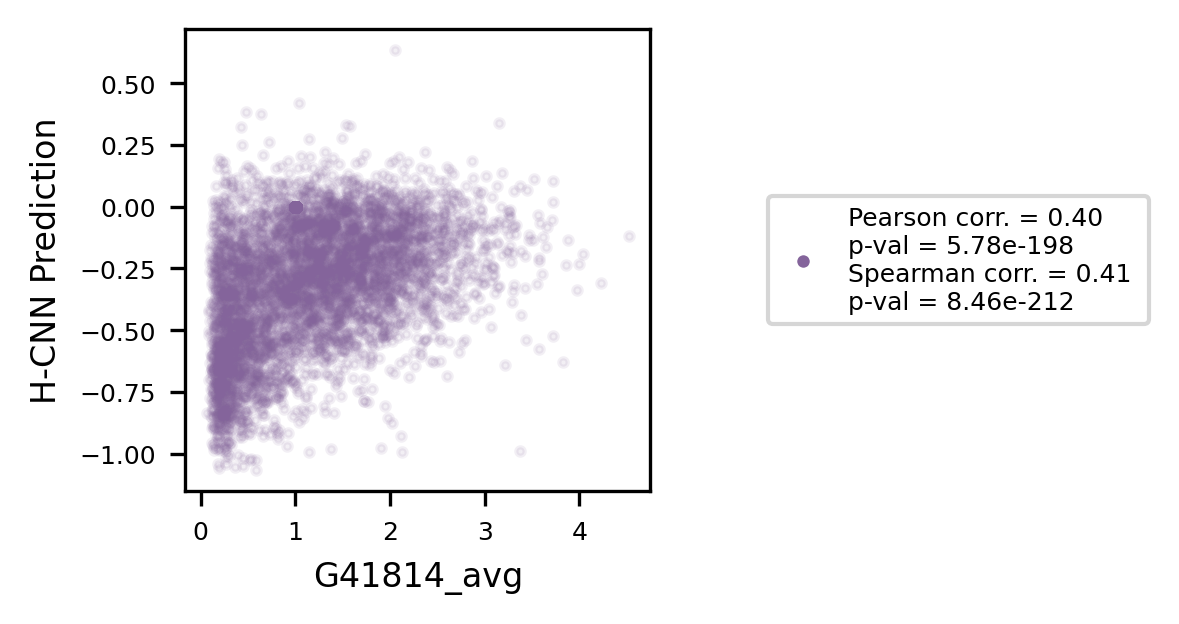 0.50
0.25
0.00
−0.25
−0.50
−0.75
−1.00
H-CNN Prediction
0 1 2 3 4
G41814_avg
Pearson corr. = 0.40
p-val = 5.78e-198
Spearman corr. = 0.41
p-val = 8.46e-212